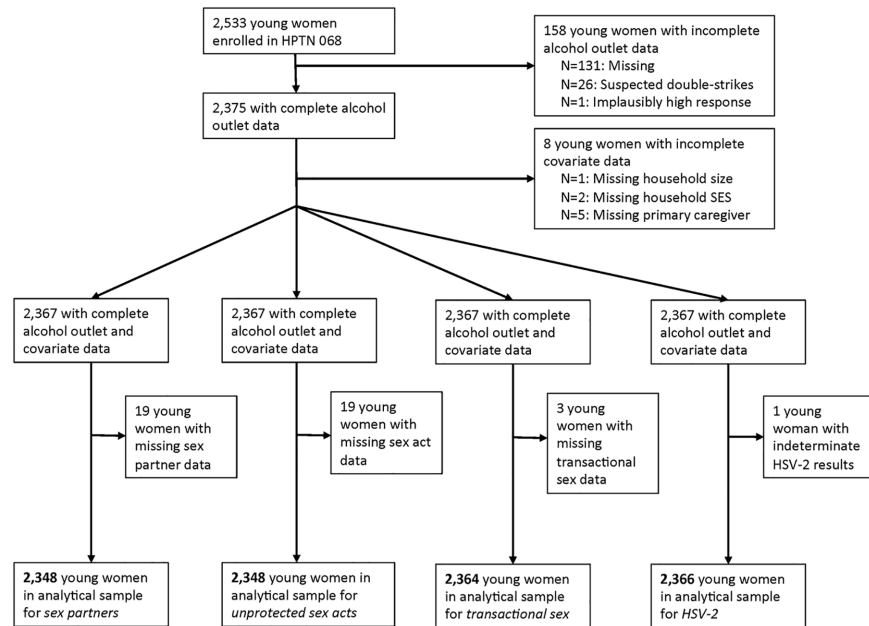 2,533 young women
enrolled in HPTN 068
158 young women with incomplete
alcohol outlet data
N=131: Missing
N=26: Suspected double-strikes
N=1: Implausibly high response
2,375 with complete alcohol
outlet data
8 young women with incomplete
covariate data
N=1: Missing household size
N=2: Missing household SES
N=5: Missing primary caregiver
2,367 with complete
alcohol outlet and
covariate data
2,367 with complete
alcohol outlet and
covariate data
2,367 with complete
alcohol outlet and
covariate data
2,367 with complete
alcohol outlet and
covariate data
19 young
women with
missing sex
partner data
19 young
women with
missing sex act
data
3 young
women with
missing
transactional
sex data
1 young
woman with
indeterminate
HSV-2 results
2,348 young women
in analytical sample
for sex partners
2,348 young women in
analytical sample for
unprotected sex acts
2,364 young women
in analytical sample
for transactional sex
2,366 young women
in analytical sample
for HSV-2